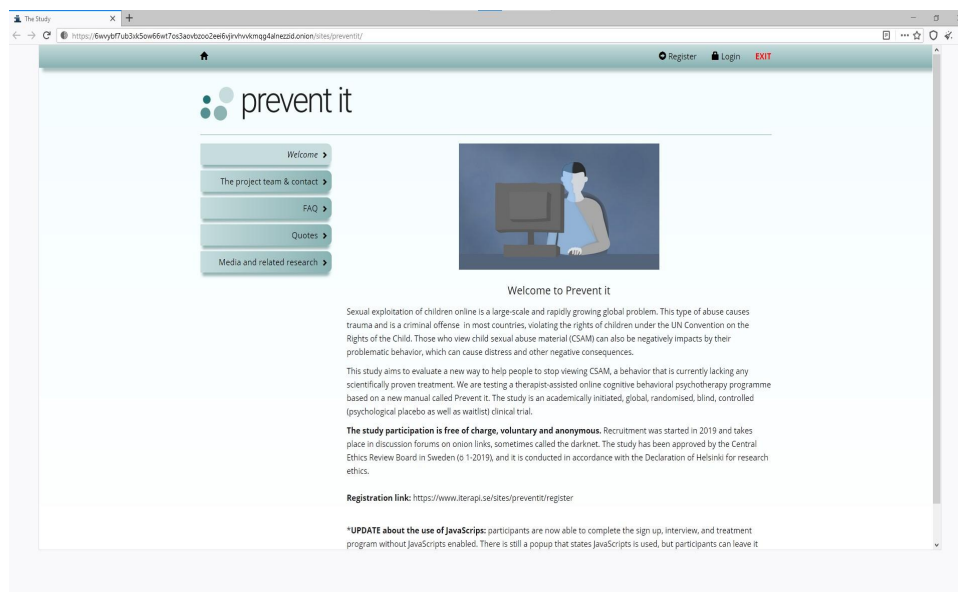 The Study
https://6wvybf7ub3xk5ow66wt7os3aovbzoo2eei6vjirvhvvkmqg4alnezzid.onion/sites/preventit/
Register Login EXIT
prevent it
Welcome
The project team & contact
FAQ
Quotes
Media and related research
Welcome to Prevent it
Sexual exploitation of children online is a large-scale and rapidly growing global problem. This type of abuse causes
trauma and is a criminal offense in most countries, violating the rights of children under the UN Convention on the
Rights of the Child. Those who view child sexual abuse material (CSAM) can also be negatively impacts by their
problematic behavior, which can cause distress and other negative consequences.
This study aims to evaluate a new way to help people to stop viewing CSAM, a behavior that is currently lacking any
scientifically proven treatment. We are testing a therapist-assisted online cognitive behavioral psychotherapy programme
based on a new manual called Prevent it. The study is an academically initiated, global, randomised, blind, controlled
(psychological placebo as well as waitlist) clinical trial.
The study participation is free of charge, voluntary and anonymous. Recruitment was started in 2019 and takes
place in discussion forums on onion links, sometimes called the darknet. The study has been approved by the Central
Ethics Review Board in Sweden (ö 1-2019), and it is conducted in accordance with the Declaration of Helsinki for research
ethics.
Registration link: https://www.iterapi.se/sites/preventit/register
*UPDATE about the use of JavaScrips: participants are now able to complete the sign up, interview, and treatment
program without JavaScripts enabled. There is still a popup that states JavaScripts is used, but participants can leave it